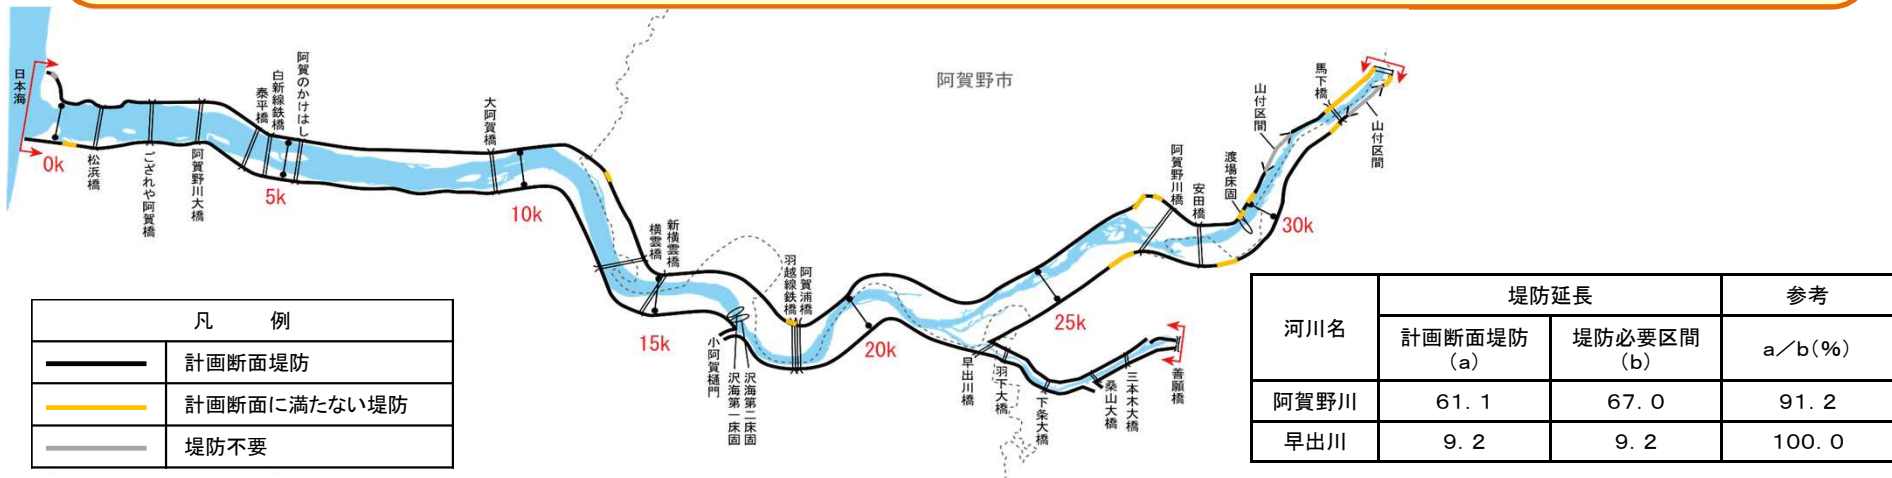 阿賀野市
日本海
0k
松浜橋
ござれや阿賀橋
阿賀野川大橋
泰平橋
白新線鉄橋
阿賀のかけはし
5k
大阿賀橋
10k
横雲橋
新横雲橋
15k
小阿賀樋門
沢海第一床固
沢海第二床固
羽越線鉄橋
阿賀浦橋
20k
早出川橋
羽下大橋
下条大橋
桑山大橋
三本木大橋
善願橋
25k
阿賀野川橋
安田橋
渡場床固
30k
山付区間
馬下橋
山付区間
凡 例
計画断面堤防
計画断面に満たない堤防
堤防不要
河川名 堤防延長 参考
計画断面堤防(a) 堤防必要区間(b) a/b(%)
阿賀野川 61.1 67.0 91.2
早出川 9.2 9.2 100.0